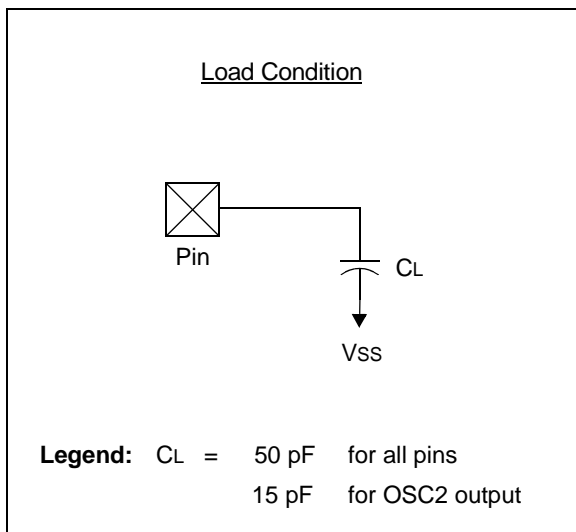 Load Condition
Pin
CL
VSS
Legend: CL = 50 pF for all pins
15 pF for OSC2 output